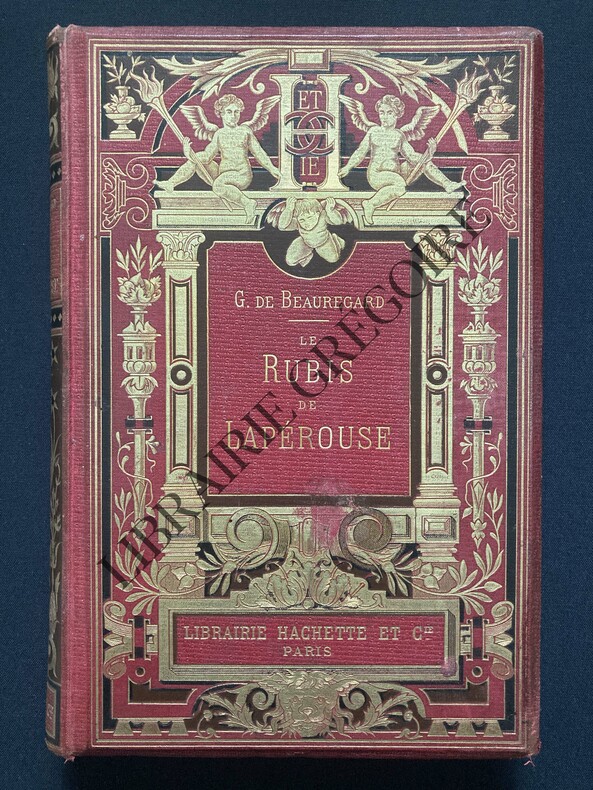 ET
H
IE
G. DE BEAUREGARD
LE
RUBIS
DE
LAPÉROUSE
LIBRAIRIE HACHETTE ET Cie
PARIS
LIBRAIRIE GRÉGOIRE